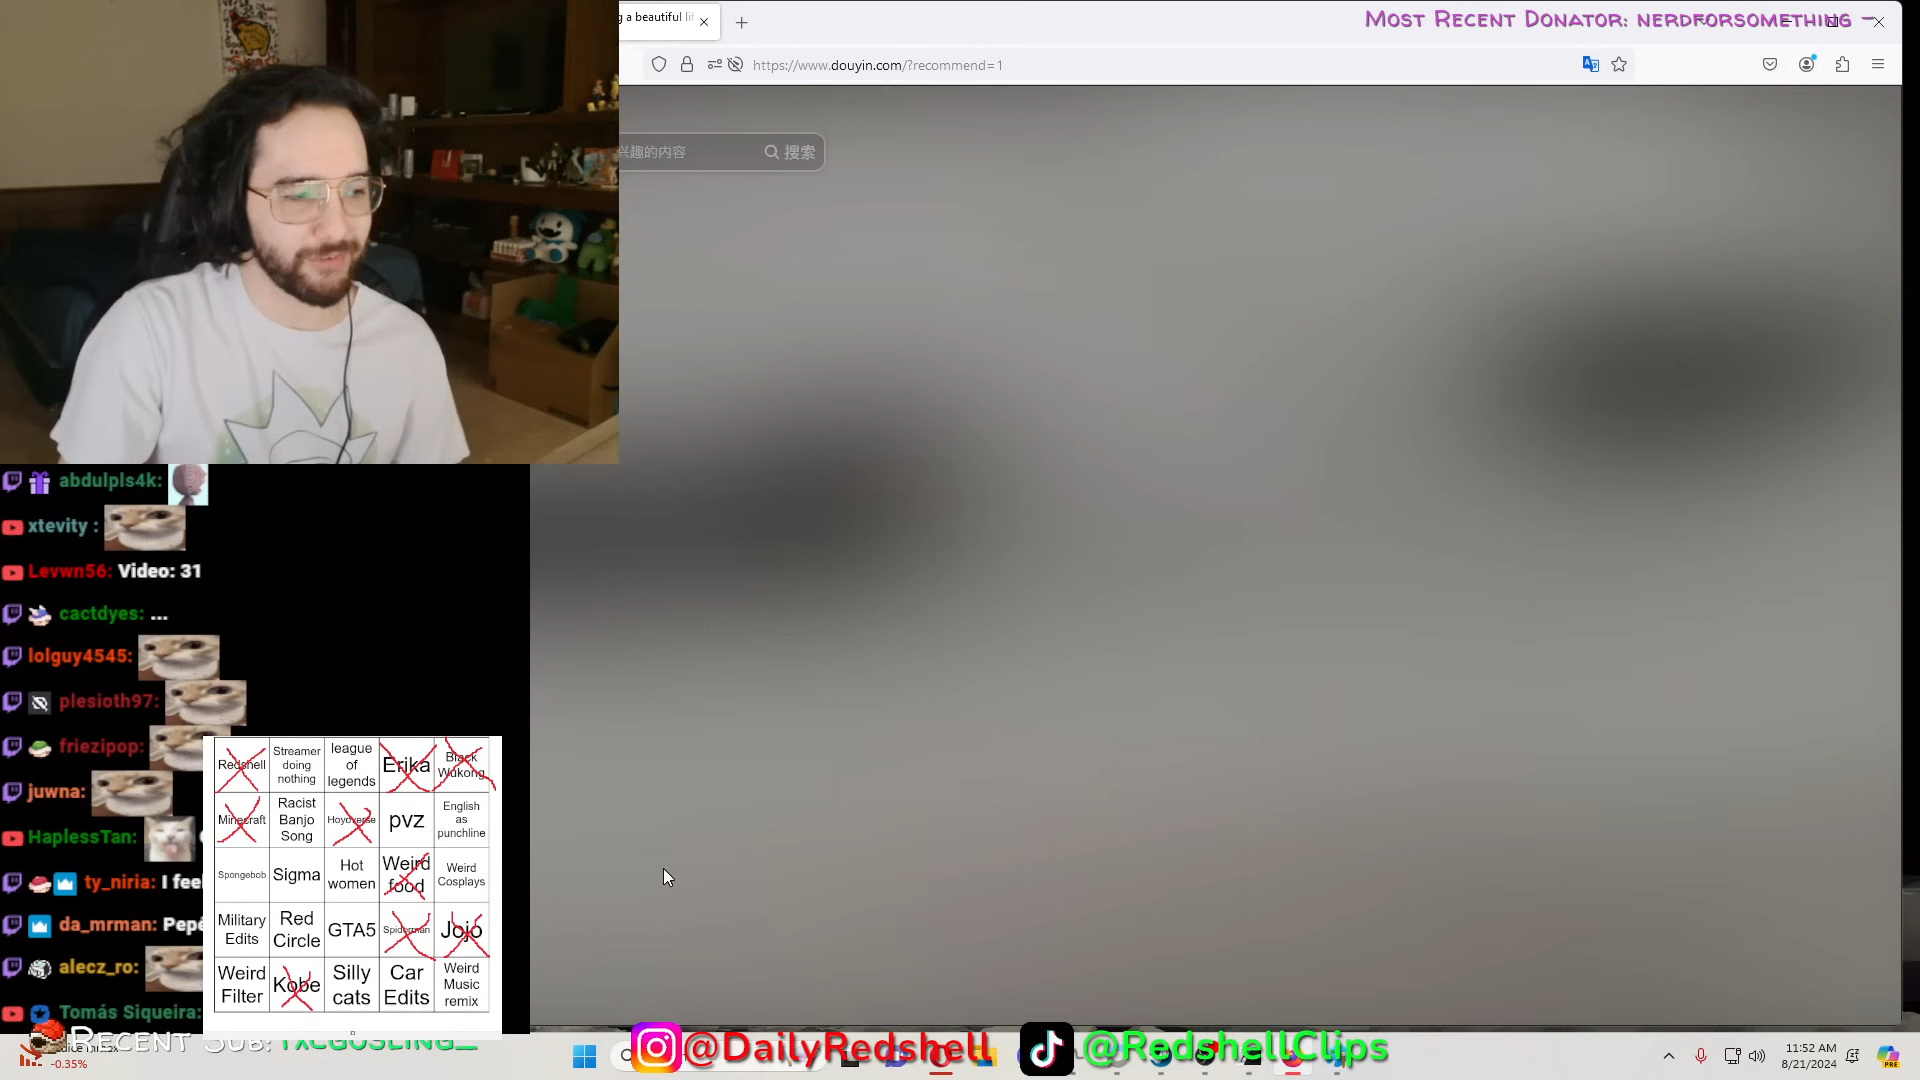 g a beautiful lif
Most Recent Donator: nerdforsomething -
https://www.douyin.com/?recommend=1
兴趣的内容
搜索
abdulpls4k:
xtevity :
Levwn56: Video: 31
cactdyes: ...
lolguy4545:
plesioth97:
friezipop:
juwna:
HaplessTan:
ty_niria: I feel
da_mrman: Pepé
alecz_ro:
Tomás Siqueira:
Redshell
Streamer doing nothing
league of legends
Erika
Black Wukong
Minecraft
Racist Banjo Song
Hoyoverse
pvz
English as punchline
Spongebob
Sigma
Hot women
Weird food
Weird Cosplays
Military Edits
Red Circle
GTA5
Spiderman
Jojo
Weird Filter
Kobe
Silly cats
Car Edits
Weird Music remix
Recent Sub:
-0.35%
@DailyRedshell
@RedshellClips
11:52 AM
8/21/2024